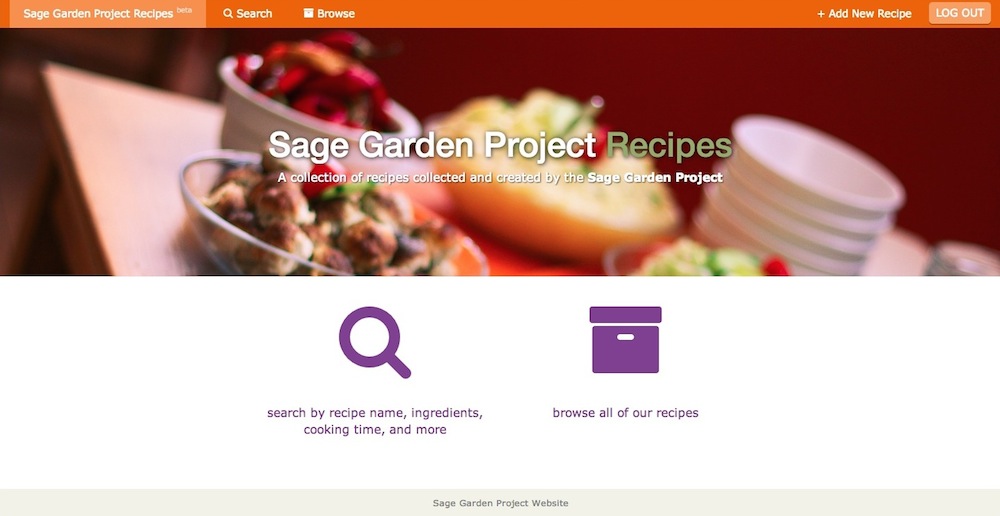 Sage Garden Project Recipes beta
Search
Browse
+ Add New Recipe
LOG OUT
Sage Garden Project Recipes
A collection of recipes collected and created by the Sage Garden Project
search by recipe name, ingredients,
cooking time, and more
browse all of our recipes
Sage Garden Project Website